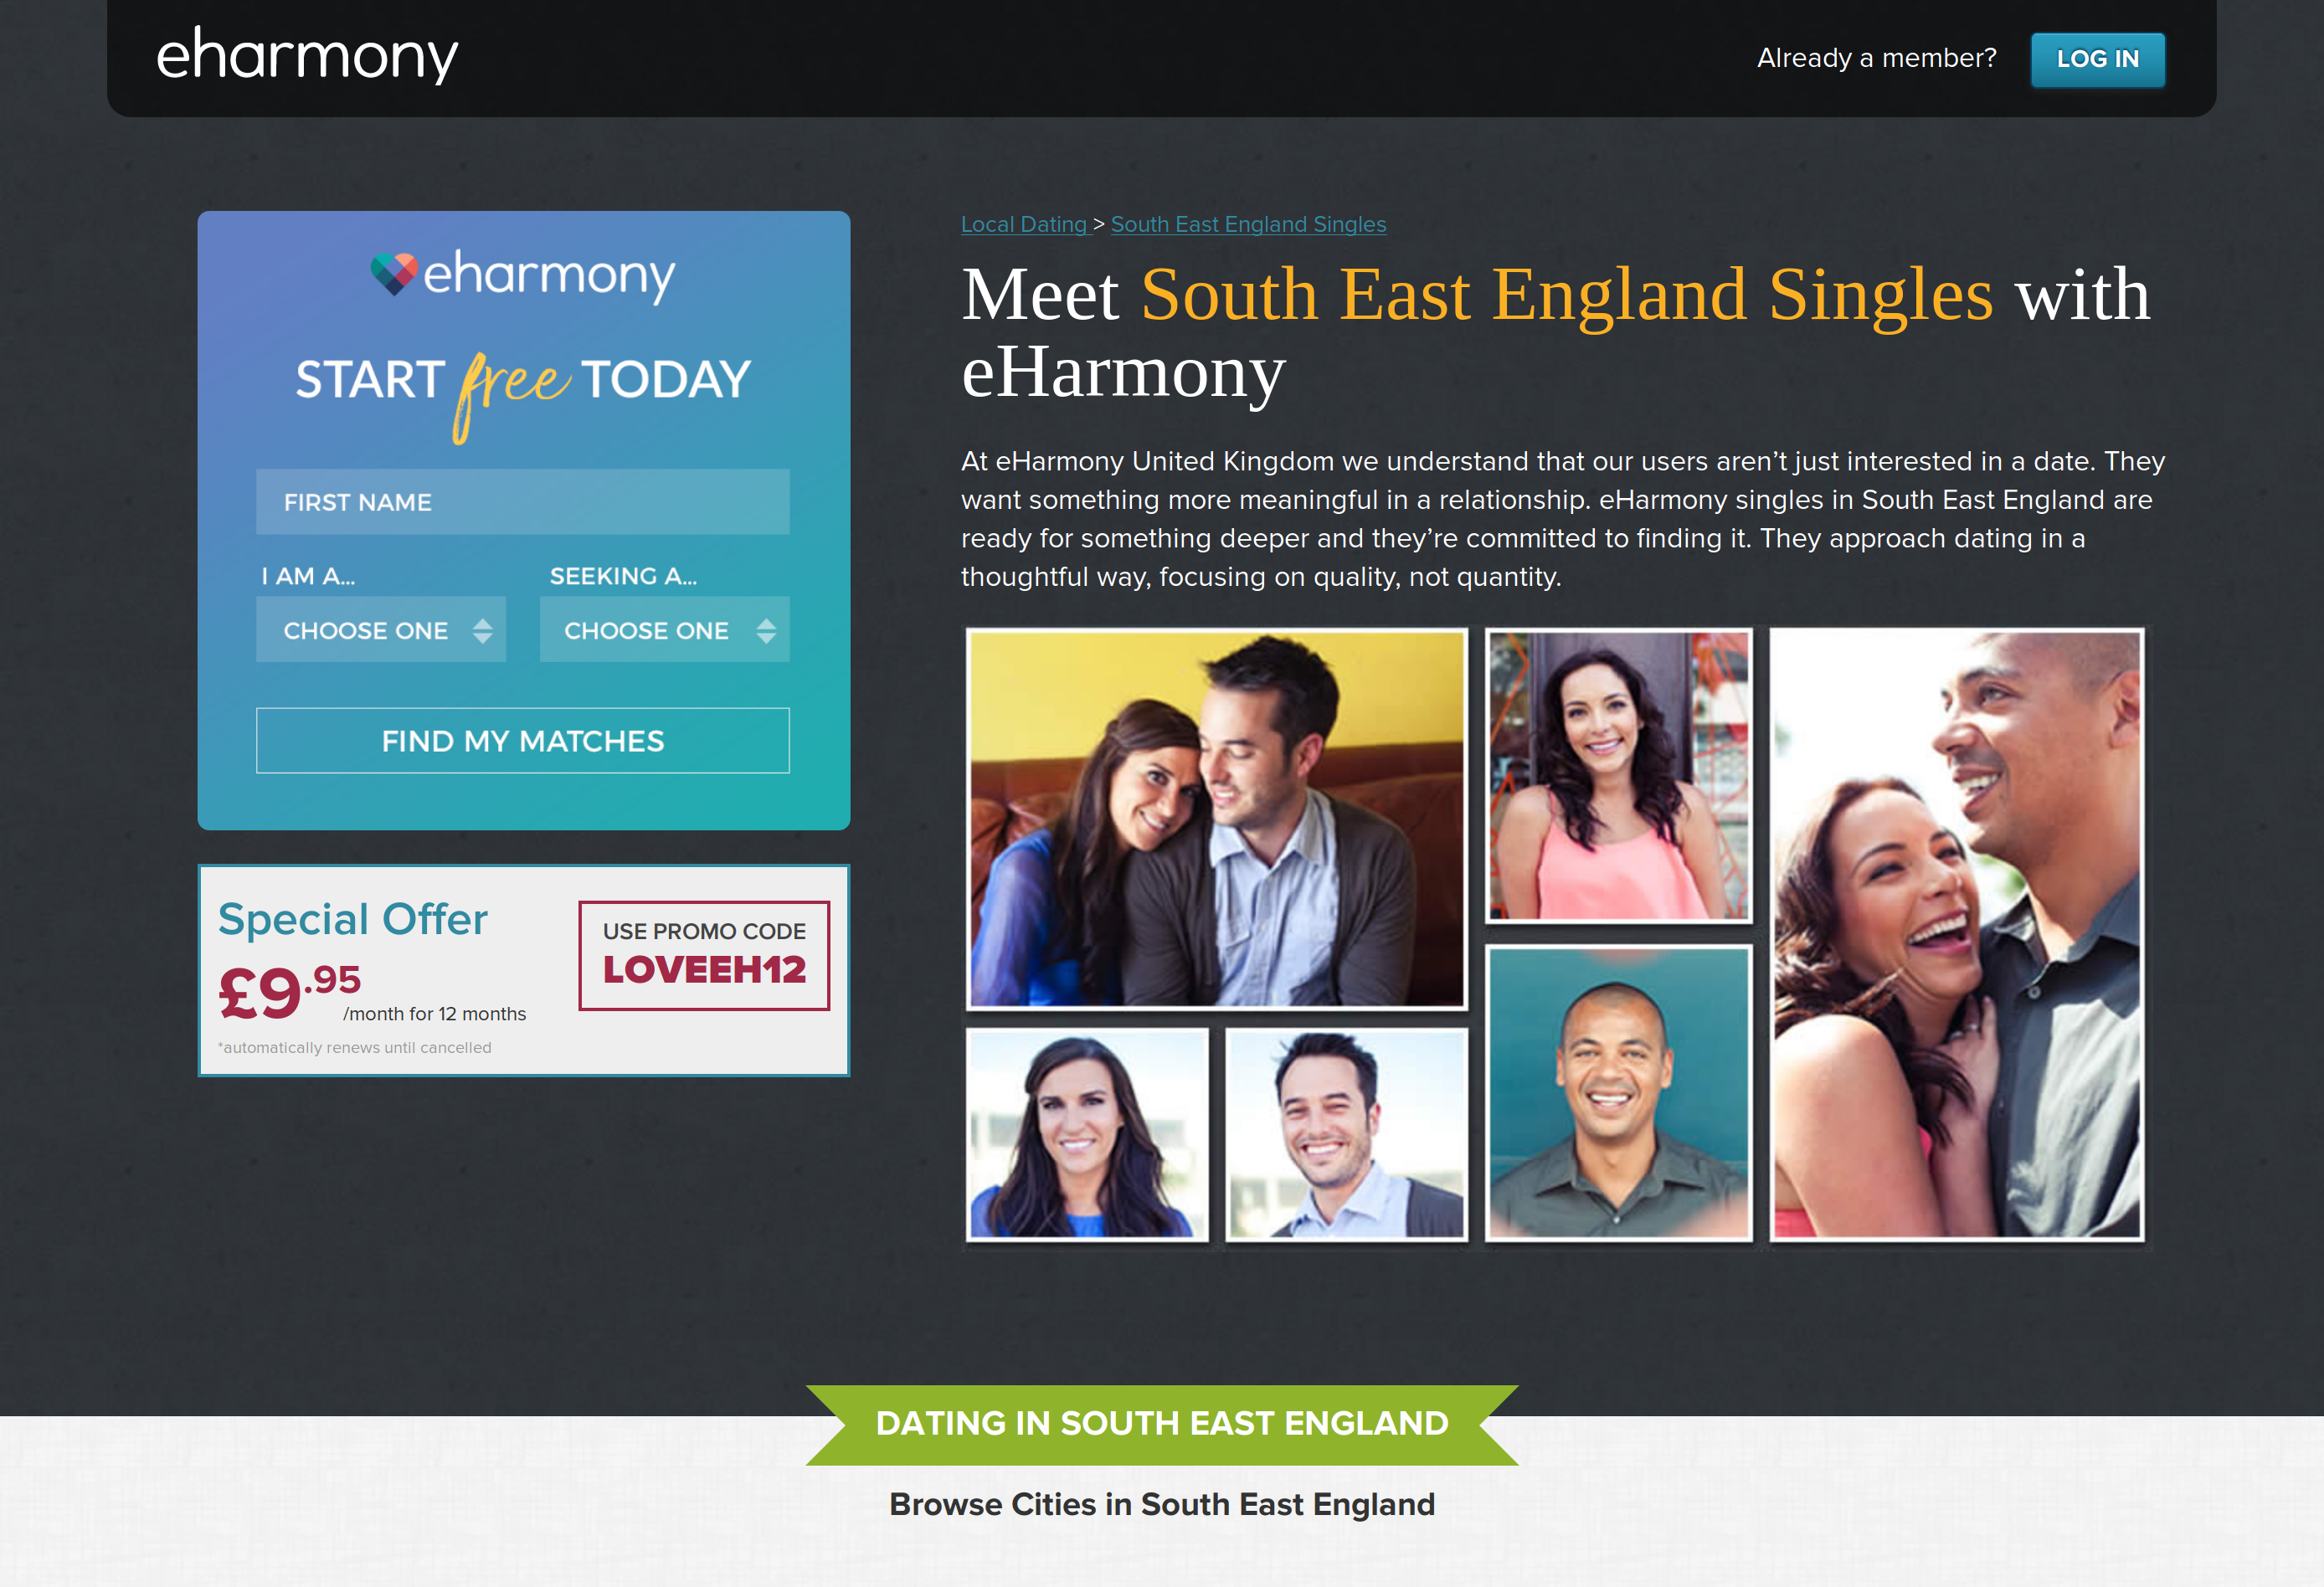 eharmony
Already a member?
LOG IN
eharmony
START free TODAY
FIRST NAME
I AM A...
SEEKING A...
CHOOSE ONE
CHOOSE ONE
FIND MY MATCHES
Special Offer
£9.95
/month for 12 months
*automatically renews until cancelled
USE PROMO CODE
LOVEEH12
Local Dating > South East England Singles
Meet South East England Singles with
eHarmony
At eHarmony United Kingdom we understand that our users aren’t just interested in a date. They
want something more meaningful in a relationship. eHarmony singles in South East England are
ready for something deeper and they’re committed to finding it. They approach dating in a
thoughtful way, focusing on quality, not quantity.
DATING IN SOUTH EAST ENGLAND
Browse Cities in South East England